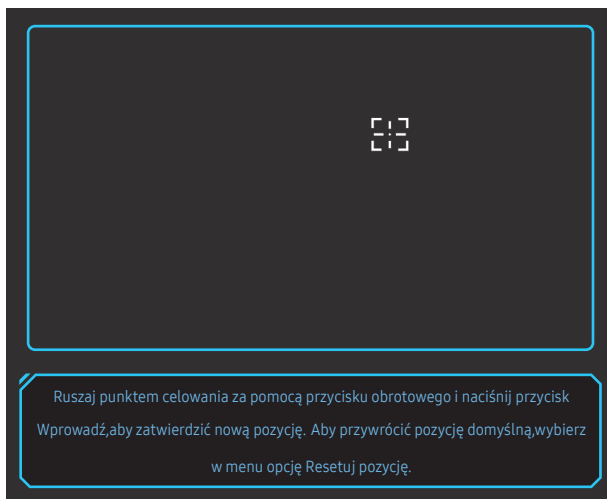 Ruszaj punktem celowania za pomocą przycisku obrotowego i naciśnij przycisk
Wprowadź,aby zatwierdzić nową pozycję. Aby przywrócić pozycję domyślną,wybierz
w menu opcję Resetuj pozycję.